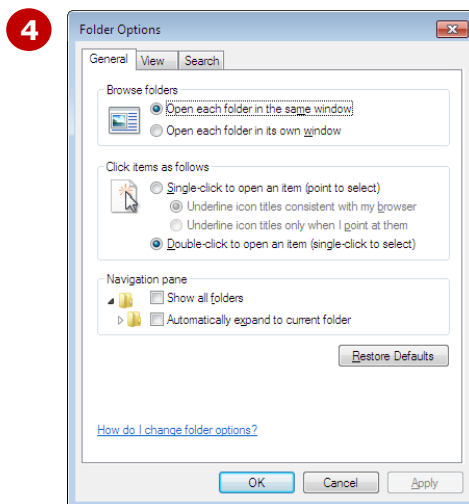 4
Folder Options
General View Search
Browse folders
Open each folder in the same window
Open each folder in its own window
Click items as follows
Single-click to open an item (point to select)
Underline icon titles consistent with my browser
Underline icon titles only when I point at them
Double-click to open an item (single-click to select)
Navigation pane
Show all folders
Automatically expand to current folder
Restore Defaults
How do I change folder options?
OK Cancel Apply